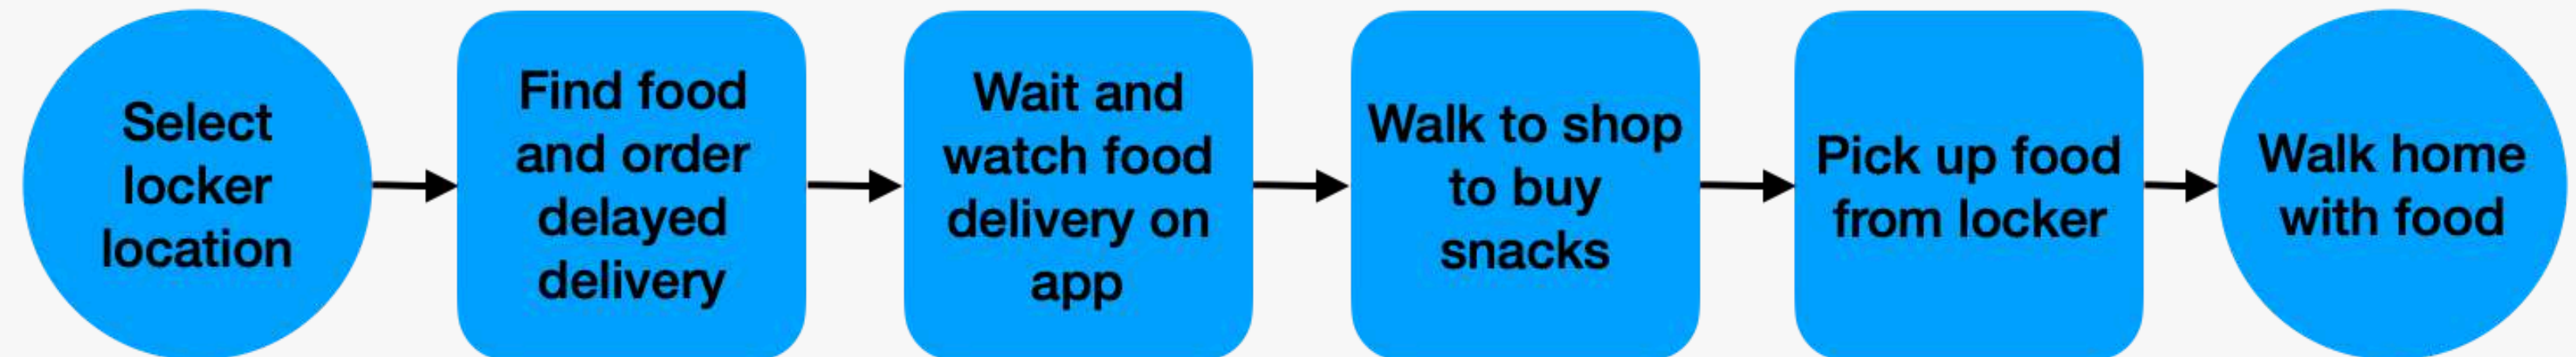 Select
locker
location
Find food
and order
delayed
delivery
Wait and
watch food
delivery on
app
Walk to shop
to buy
snacks
Pick up food
from locker
Walk home
with food